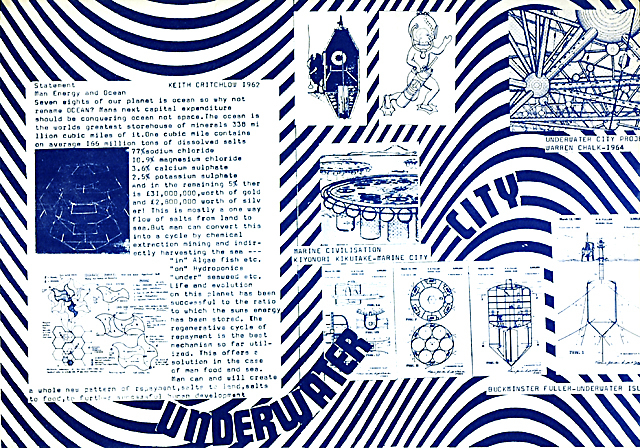 Statement KEITH CRITCHLOW 1962
Man Energy and Ocean
Seven eights of our planet is ocean so why not
rename OCEAN? Mans next capital expenditure
should be conquering ocean not space.The ocean is
the worlds greatest storehouse of minerals 338 mi
llion cubic miles of it.One cubic mile contains
on average 166 million tons of dissolved salts
77%sodium chloride
10.9% magnesium chloride
3.6% calcium sulphate
2.5% potassium sulphate
and in the remaining 5% ther
is £31,000,000,worth of gold
and £2,800,000 worth of silv
er! This is mostly a one way
flow of salts from land to
sea.But man can convert this
into a cycle by chemical
extraction mining and indir-
ectly harvesting the sea --
"in" Algae fish etc.
"on" Hydroponics
"under" seaweed etc.
Life and evolution
on this planet has been
successful to the ratio
to which the suns energy
has been stored. The
regenerative cycle of
repayment is the best
mechanism so far util-
ized. This offers a
solution in the case
of man food and sea.
Man can and will create
a whole new pattern of repayment,salts to land,salts
to food,to further successful human development
UNDERWATER
CITY
MARINE CIVILISATION
KIYONORI KIKUTAKE-MARINE CITY
UNDERWATER CITY PROJ
WARREN CHALK-1964
BUCKMINSTER FULLER-UNDERWATER ISL